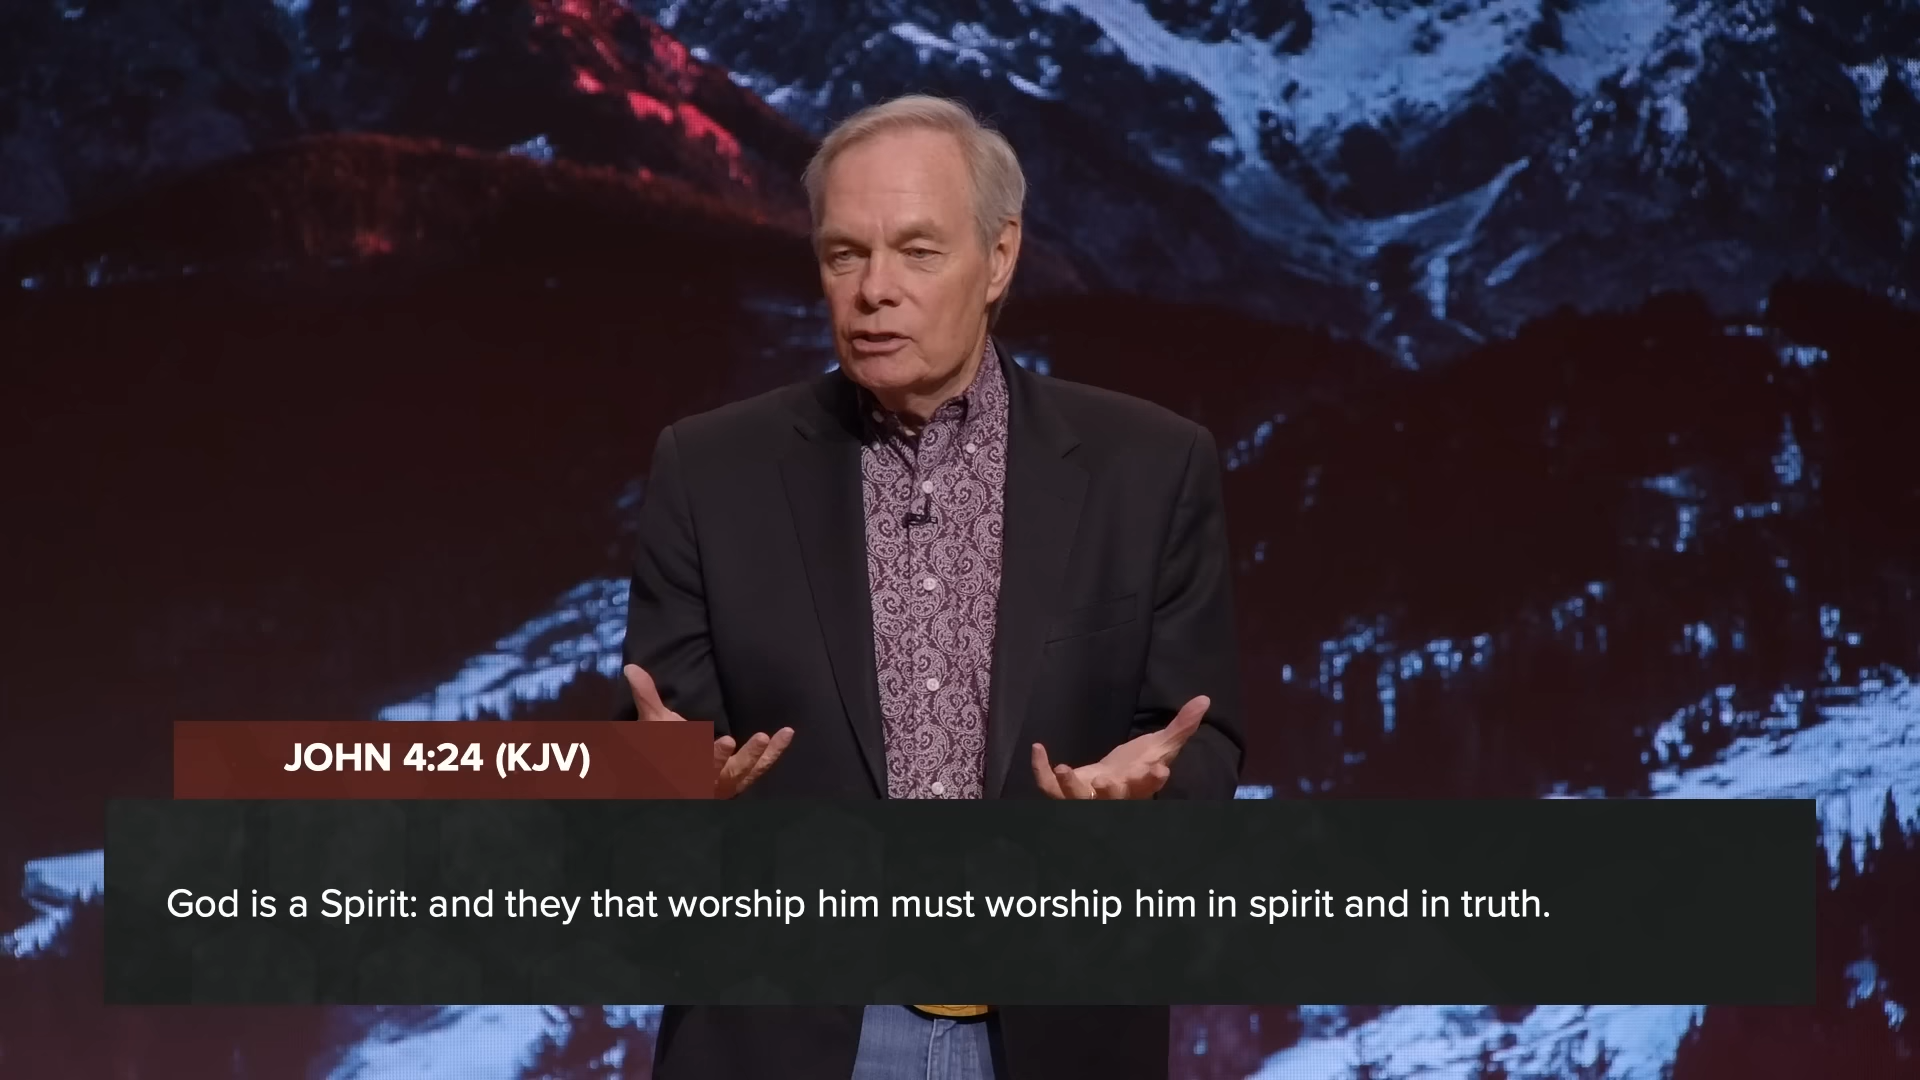 JOHN 4:24 (KJV)
God is a Spirit: and they that worship him must worship him in spirit and in truth.